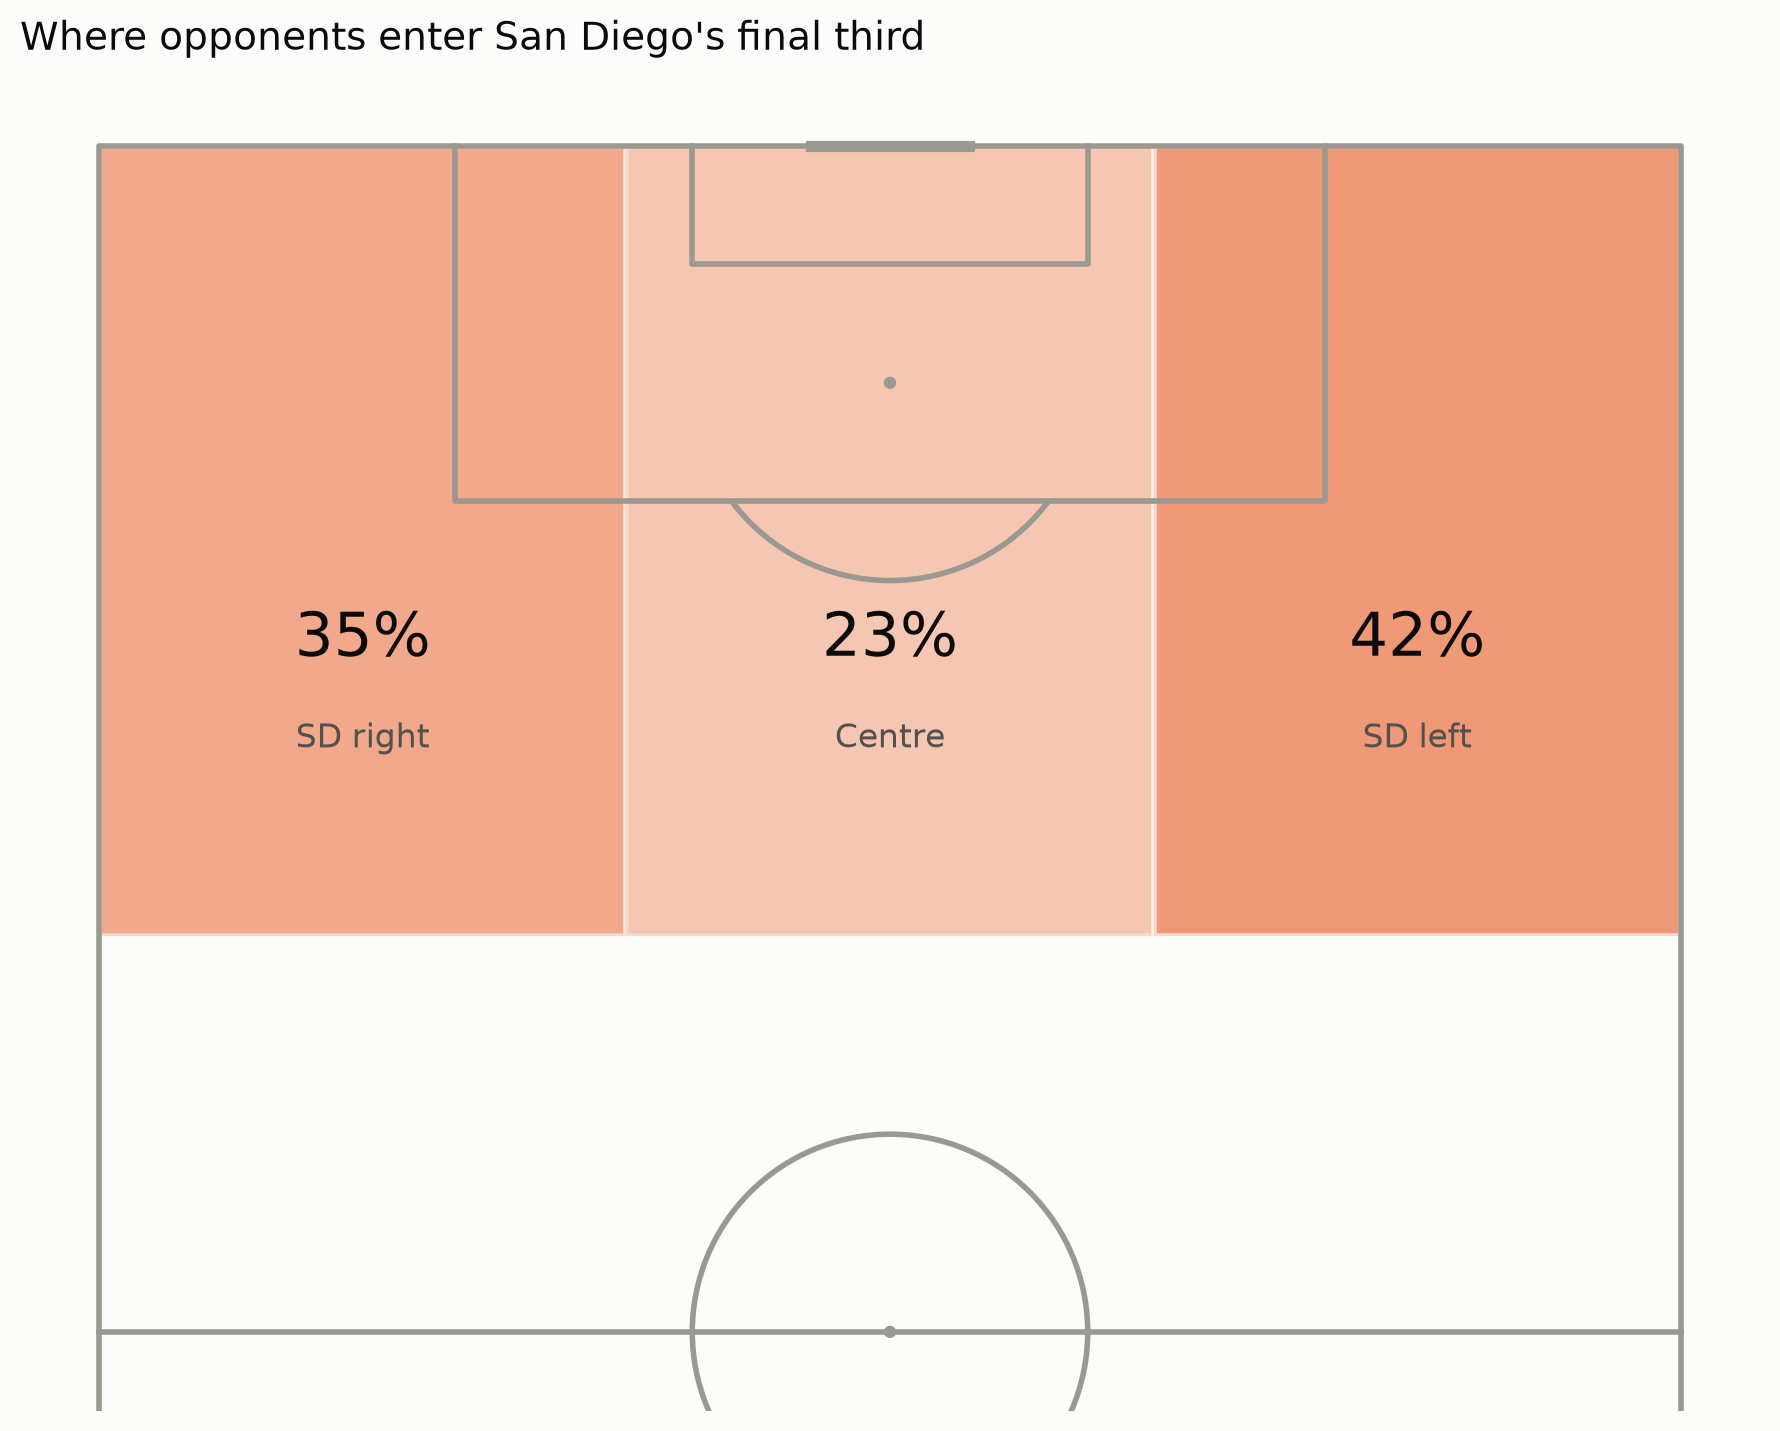 Where opponents enter San Diego's final third
35%
23%
42%
SD right
Centre
SD left